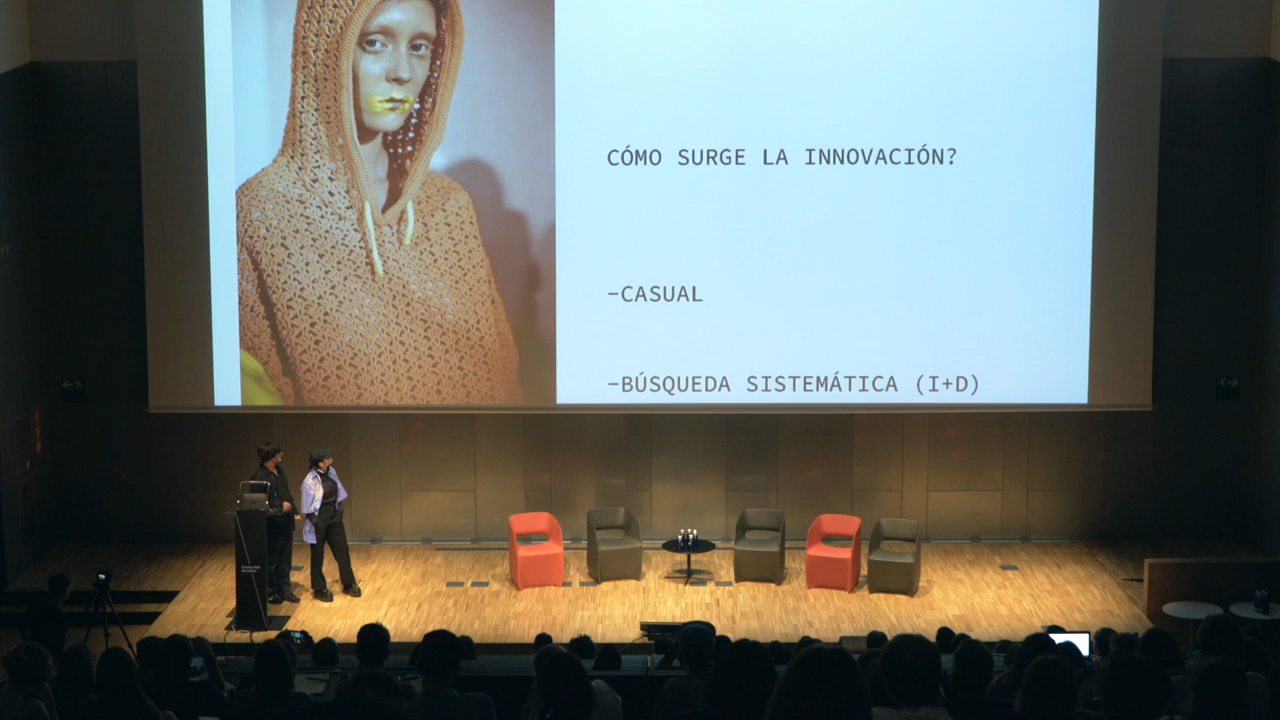 CÓMO SURGE LA INNOVACIÓN?
-CASUAL
-BÚSQUEDA SISTEMÁTICA (I+D)